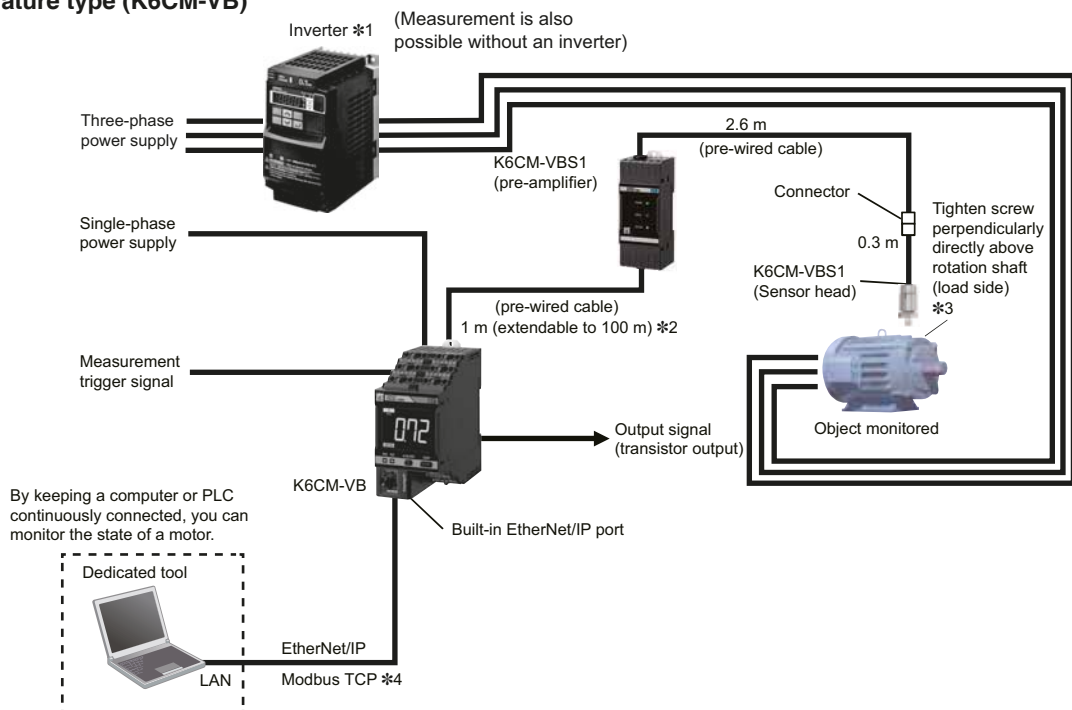 ature type (K6CM-VB)
Inverter *1
(Measurement is also
possible without an inverter)
Three-phase
power supply
K6CM-VBS1
(pre-amplifier)
2.6 m
(pre-wired cable)
Connector
0.3 m
Tighten screw
perpendicularly
directly above
rotation shaft
(load side)
*3
K6CM-VBS1
(Sensor head)
Single-phase
power supply
(pre-wired cable)
1 m (extendable to 100 m) *2
Measurement
trigger signal
0.72
Output signal
(transistor output)
Object monitored
K6CM-VB
Built-in EtherNet/IP port
By keeping a computer or PLC
continuously connected, you can
monitor the state of a motor.
Dedicated tool
LAN
EtherNet/IP
Modbus TCP *4